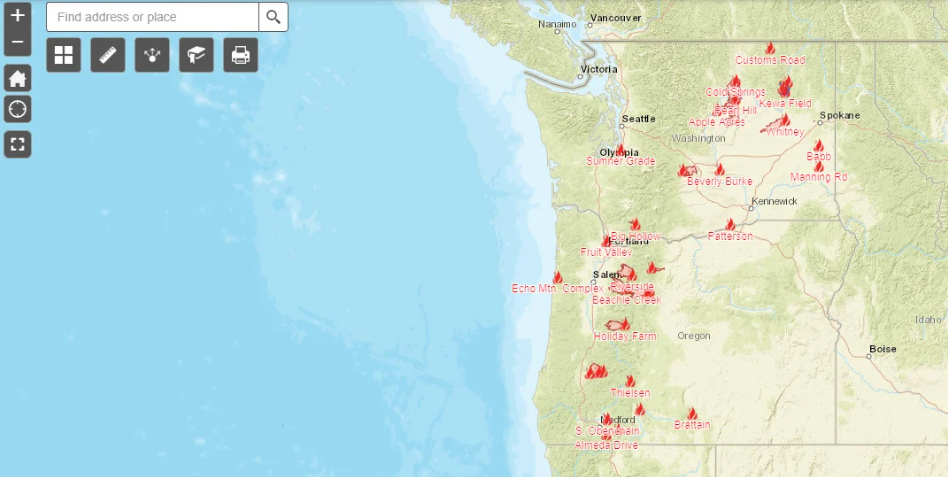 Find address or place
Nanaimo
Vancouver
Victoria
Customs Road
Cold Springs
Pearl Hill
Kewa Field
Apple Acres
Seattle
Whitney
Spokane
Washington
Olympia
Sumner Grade
Babb
Beverly Burke
Manning Rd
Kennewick
Big Hollow
Patterson
Portland
Fruit Valley
Salem
Echo Mtn. Complex
Riverside
Beachie Creek
Holiday Farm
Oregon
Idaho
Boise
Thielsen
Medford
Brattain
S. Obenchain
Almeda Drive